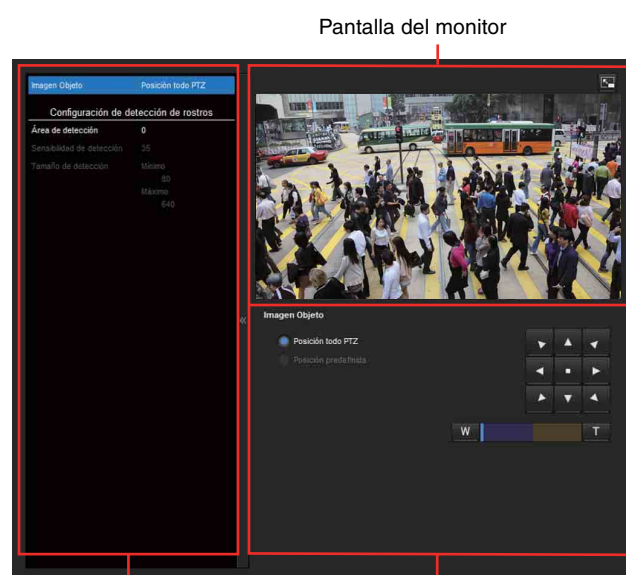 Pantalla del monitor
Imagen Objeto Posición todo PTZ
Configuración de detección de rostros
Área de detección 0
Sensibilidad de detección 35
Tamaño de detección Mínimo
80
Máximo
640
«
Imagen Objeto
Posición todo PTZ
Posición predefinida
W T